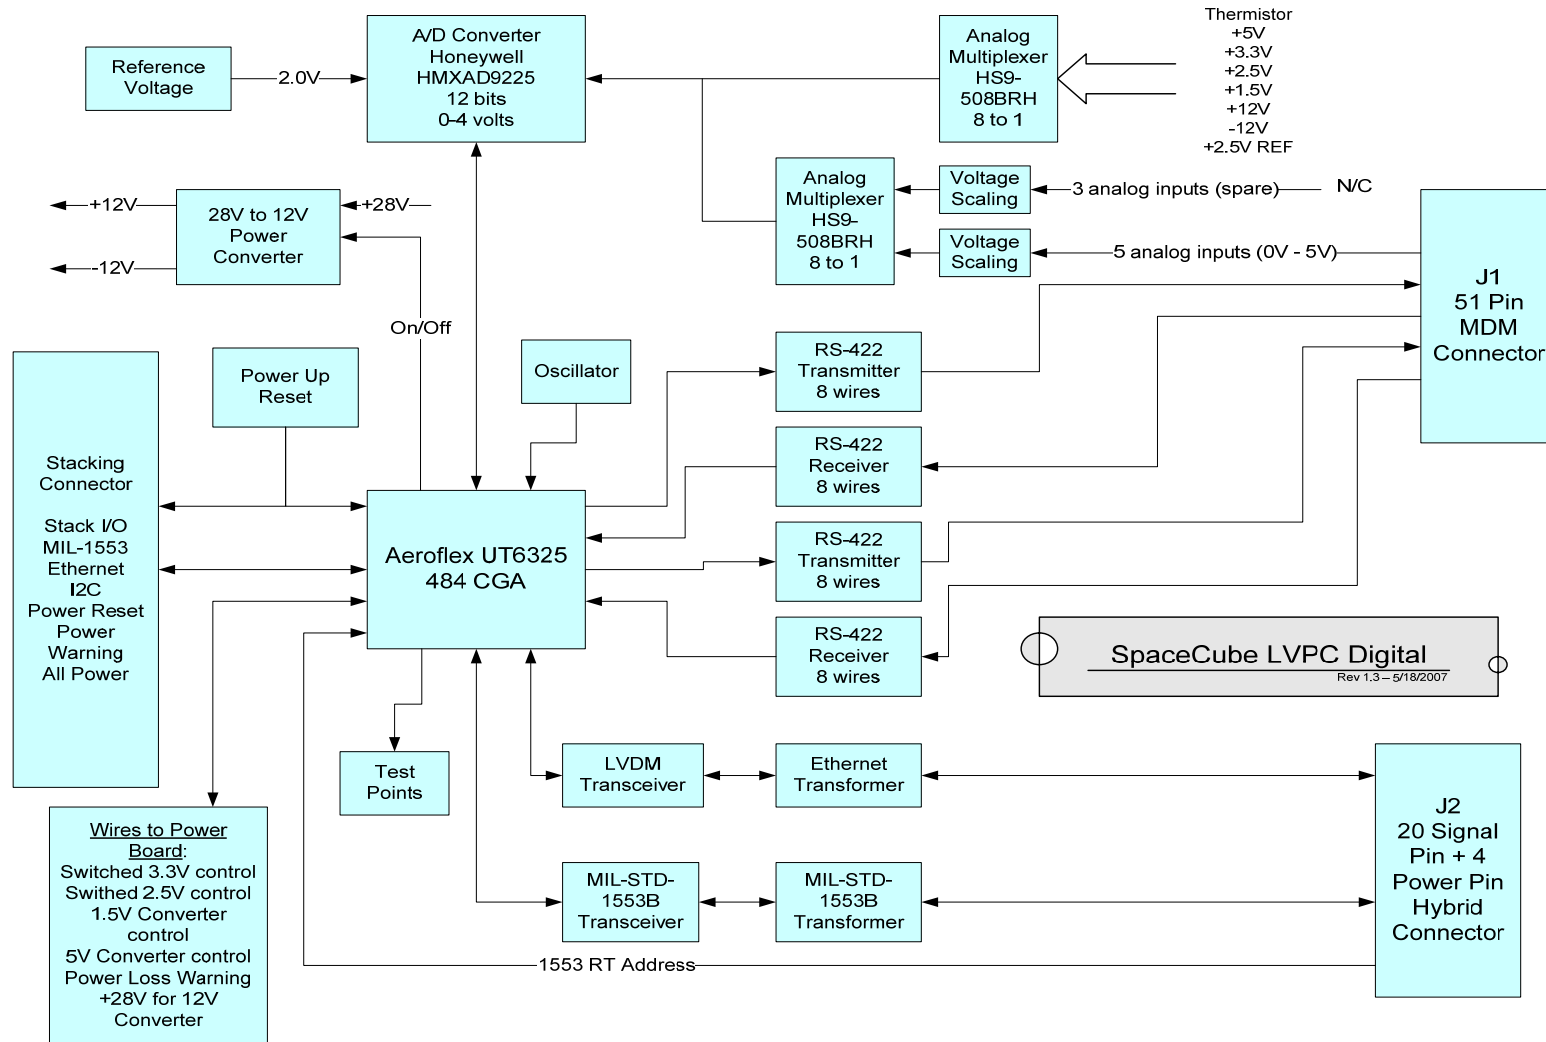 Reference
Voltage
2.0V
A/D Converter
Honeywell
HMXAD9225
12 bits
0-4 volts
Analog
Multiplexer
HS9-
508BRH
8 to 1
Thermistor
+5V
+3.3V
+2.5V
+1.5V
+12V
-12V
+2.5V REF
Analog
Multiplexer
HS9-
508BRH
8 to 1
Voltage
Scaling
3 analog inputs (spare)
N/C
Voltage
Scaling
5 analog inputs (0V - 5V)
J1
51 Pin
MDM
Connector
+12V
-12V
28V to 12V
Power
Converter
+28V
On/Off
Power Up
Reset
Oscillator
Stacking
Connector
Stack I/O
MIL-1553
Ethernet
I2C
Power Reset
Power
Warning
All Power
Aeroflex UT6325
484 CGA
RS-422
Transmitter
8 wires
RS-422
Receiver
8 wires
RS-422
Transmitter
8 wires
RS-422
Receiver
8 wires
SpaceCube LVPC Digital
Rev 1.3 – 5/18/2007
Test
Points
LVDM
Transceiver
Ethernet
Transformer
MIL-STD-
1553B
Transceiver
MIL-STD-
1553B
Transformer
J2
20 Signal
Pin + 4
Power Pin
Hybrid
Connector
1553 RT Address
Wires to Power
Board:
Switched 3.3V control
Swithed 2.5V control
1.5V Converter
control
5V Converter control
Power Loss Warning
+28V for 12V
Converter